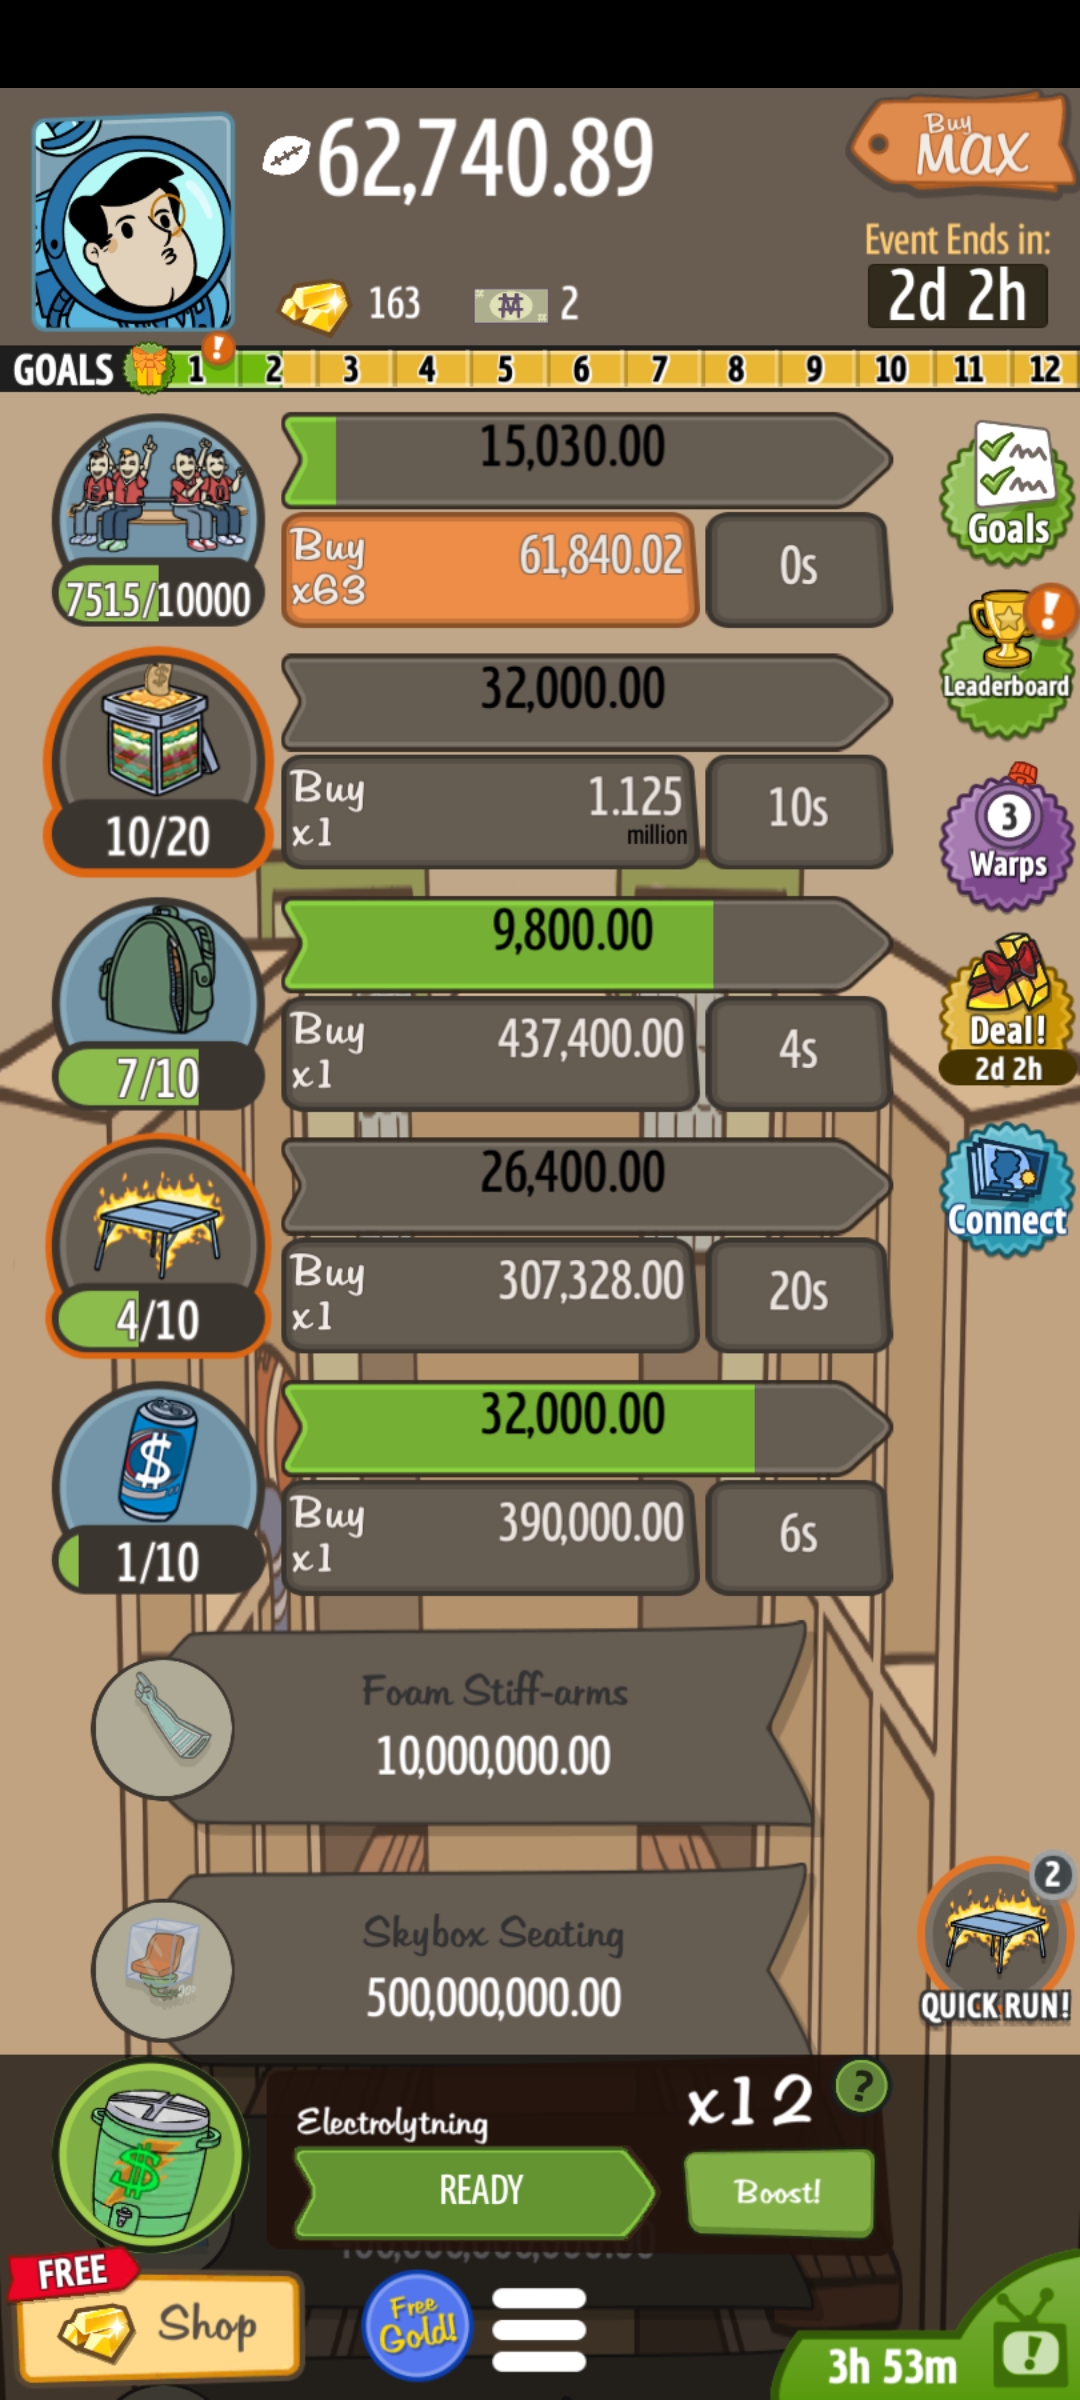 62,740.89
Buy
MAX
Event Ends in:
2d 2h
163
2
GOALS 1 ! 2 3 4 5 6 7 8 9 10 11 12
15,030.00
Buy
x63
61,840.02
0s
7515/10000
Goals
32,000.00
Buy
x1
1.125
million
10s
10/20
!
Leaderboard
3
Warps
9,800.00
Buy
x1
437,400.00
4s
7/10
Deal!
2d 2h
26,400.00
Buy
x1
307,328.00
20s
4/10
Connect
32,000.00
Buy
x1
390,000.00
6s
$
1/10
Foam Stiff-arms
10,000,000.00
Skybox Seating
500,000,000.00
2
QUICK RUN!
x12
?
Electrolytning
READY
Boost!
$
FREE
Shop
Free
Gold!
3h 53m
!